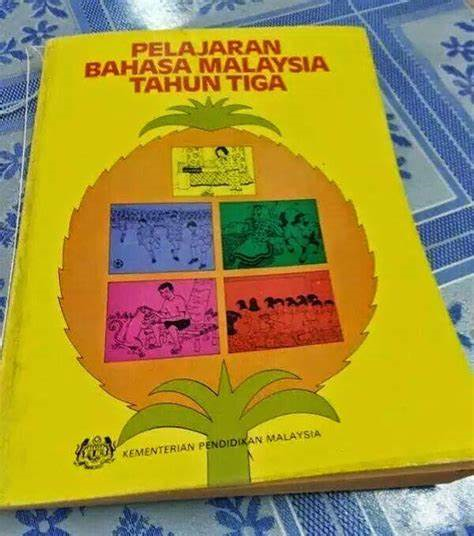 PELAJARAN
BAHASA MALAYSIA
TAHUN TIGA
KEMENTERIAN PENDIDIKAN MALAYSIA